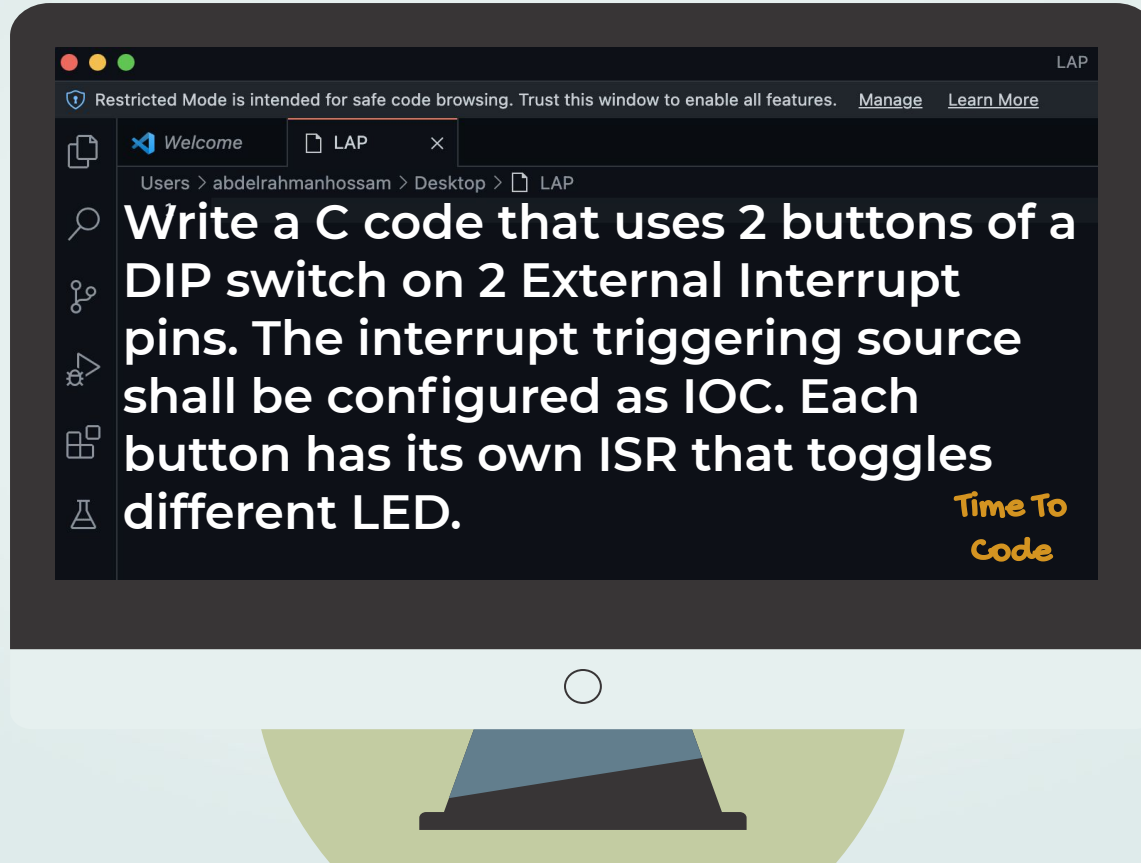 LAP
Restricted Mode is intended for safe code browsing. Trust this window to enable all features. Manage Learn More
Welcome LAP
Users > abdelrahmanhossam > Desktop > LAP
Write a C code that uses 2 buttons of a
DIP switch on 2 External Interrupt
pins. The interrupt triggering source
shall be configured as IOC. Each
button has its own ISR that toggles
different LED.
Time To
Code